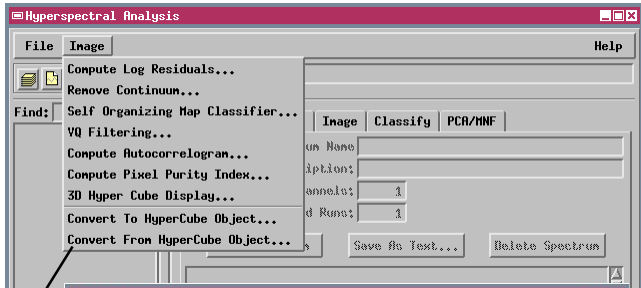 Hyperspectral Analysis
File Image Help
Compute Log Residuals...
Remove Continuum...
Self Organizing Map Classifier...
VQ Filtering...
Compute Autocorrelogram...
Compute Pixel Purity Index...
3D Hyper Cube Display...
Convert To HyperCube Object...
Convert From HyperCube Object...
Find:
Image Classify PCA/MNF
um Name
iption:
annels: 1
d Runs: 1
Save As Text... Delete Spectrum